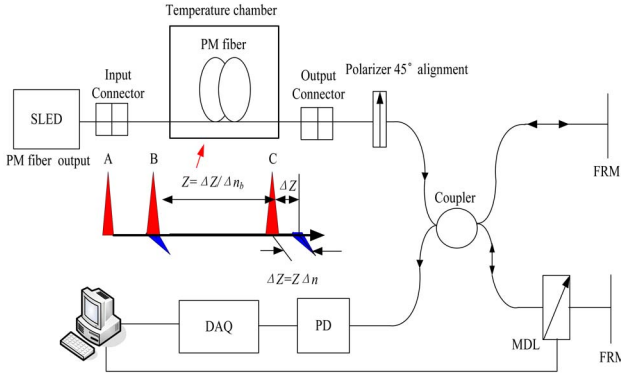 Temperature chamber
PM fiber
Polarizer 45° alignment
Input
Connector
Output
Connector
SLED
PM fiber output
A
B
C
Z= ΔZ/Δn_b
ΔZ
ΔZ=ZΔn
Coupler
FRM
DAQ
PD
MDL
FRM